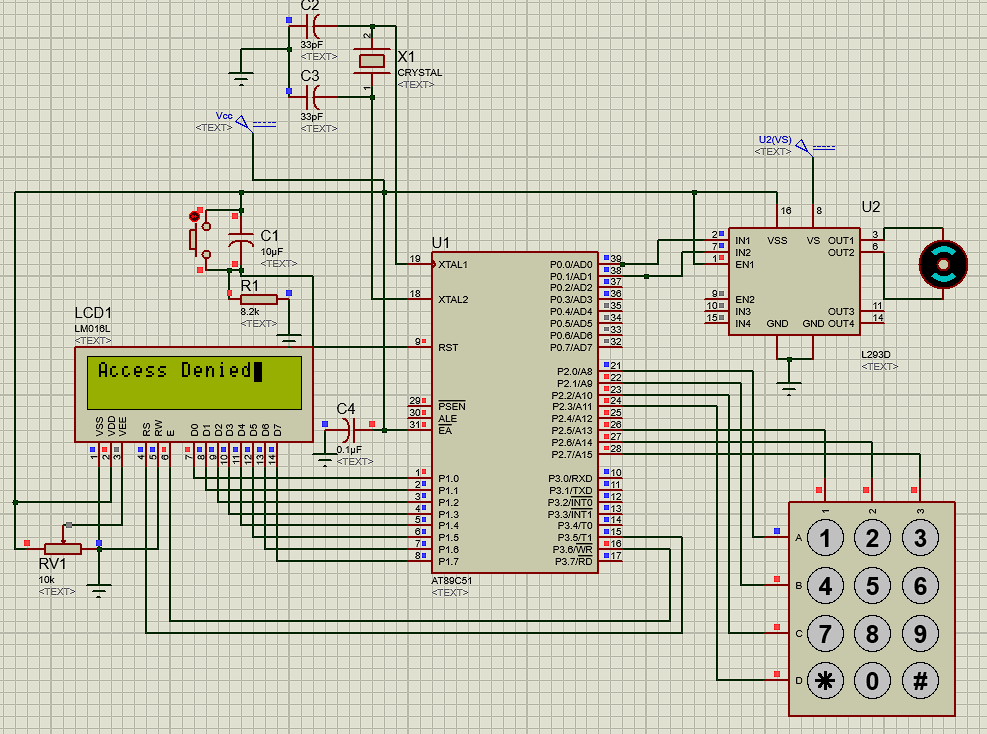 C2
33pF
<TEXT>
2
X1
CRYSTAL
<TEXT>
1
C3
33pF
<TEXT>
Vcc
<TEXT>
U2(VS)
<TEXT>
C1
10µF
<TEXT>
R1
8.2k
<TEXT>
LCD1
LM016L
<TEXT>
Access Denied
VSS
VDD
VEE
RS
RW
E
D0
D1
D2
D3
D4
D5
D6
D7
1
2
3
4
5
6
7
8
9
10
11
12
13
14
RV1
10k
<TEXT>
C4
0.1µF
<TEXT>
U1
19 XTAL1
18 XTAL2
9 RST
29 PSEN
30 ALE
31 EA
1 P1.0
2 P1.1
3 P1.2
4 P1.3
5 P1.4
6 P1.5
7 P1.6
8 P1.7
P0.0/AD0 39
P0.1/AD1 38
P0.2/AD2 37
P0.3/AD3 36
P0.4/AD4 35
P0.5/AD5 34
P0.6/AD6 33
P0.7/AD7 32
P2.0/A8 21
P2.1/A9 22
P2.2/A10 23
P2.3/A11 24
P2.4/A12 25
P2.5/A13 26
P2.6/A14 27
P2.7/A15 28
P3.0/RXD 10
P3.1/TXD 11
P3.2/INT0 12
P3.3/INT1 13
P3.4/T0 14
P3.5/T1 15
P3.6/WR 16
P3.7/RD 17
AT89C51
<TEXT>
U2
16 8
VSS VS
2 IN1 OUT1 3
7 IN2 OUT2 6
1 EN1
9 EN2
10 IN3 OUT3 11
15 IN4 GND GND OUT4 14
L293D
<TEXT>
1 2 3
A 1 2 3
B 4 5 6
C 7 8 9
D * 0 #